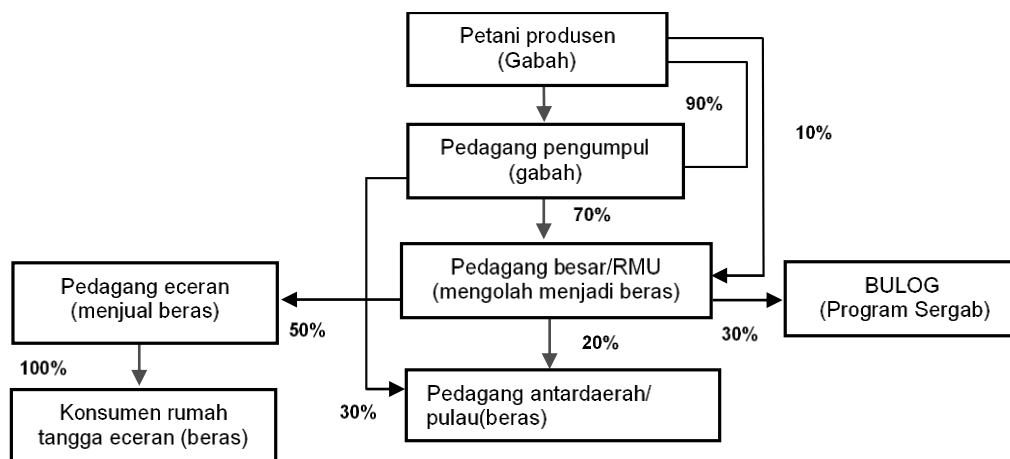 Petani produsen
(Gabah)
90%
10%
Pedagang pengumpul
(gabah)
70%
Pedagang besar/RMU
(mengolah menjadi beras)
Pedagang eceran
(menjual beras)
BULOG
(Program Sergab)
50%
20%
30%
100%
30%
Pedagang antardaerah/
pulau(beras)
Konsumen rumah
tangga eceran (beras)